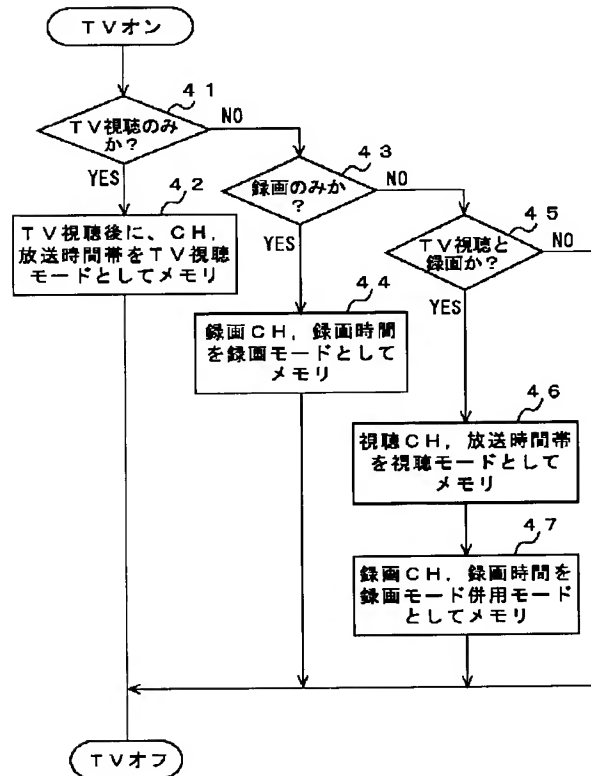 TVオン
41
TV視聴のみ
か?
NO
YES
42
TV視聴後に、CH,
放送時間帯をTV視聴
モードとしてメモリ
43
録画のみか
?
NO
YES
44
録画CH,録画時間
を録画モードとして
メモリ
45
TV視聴と
録画か?
NO
YES
46
視聴CH,放送時間帯
を視聴モードとして
メモリ
47
録画CH,録画時間を
録画モード併用モード
としてメモリ
TVオフ